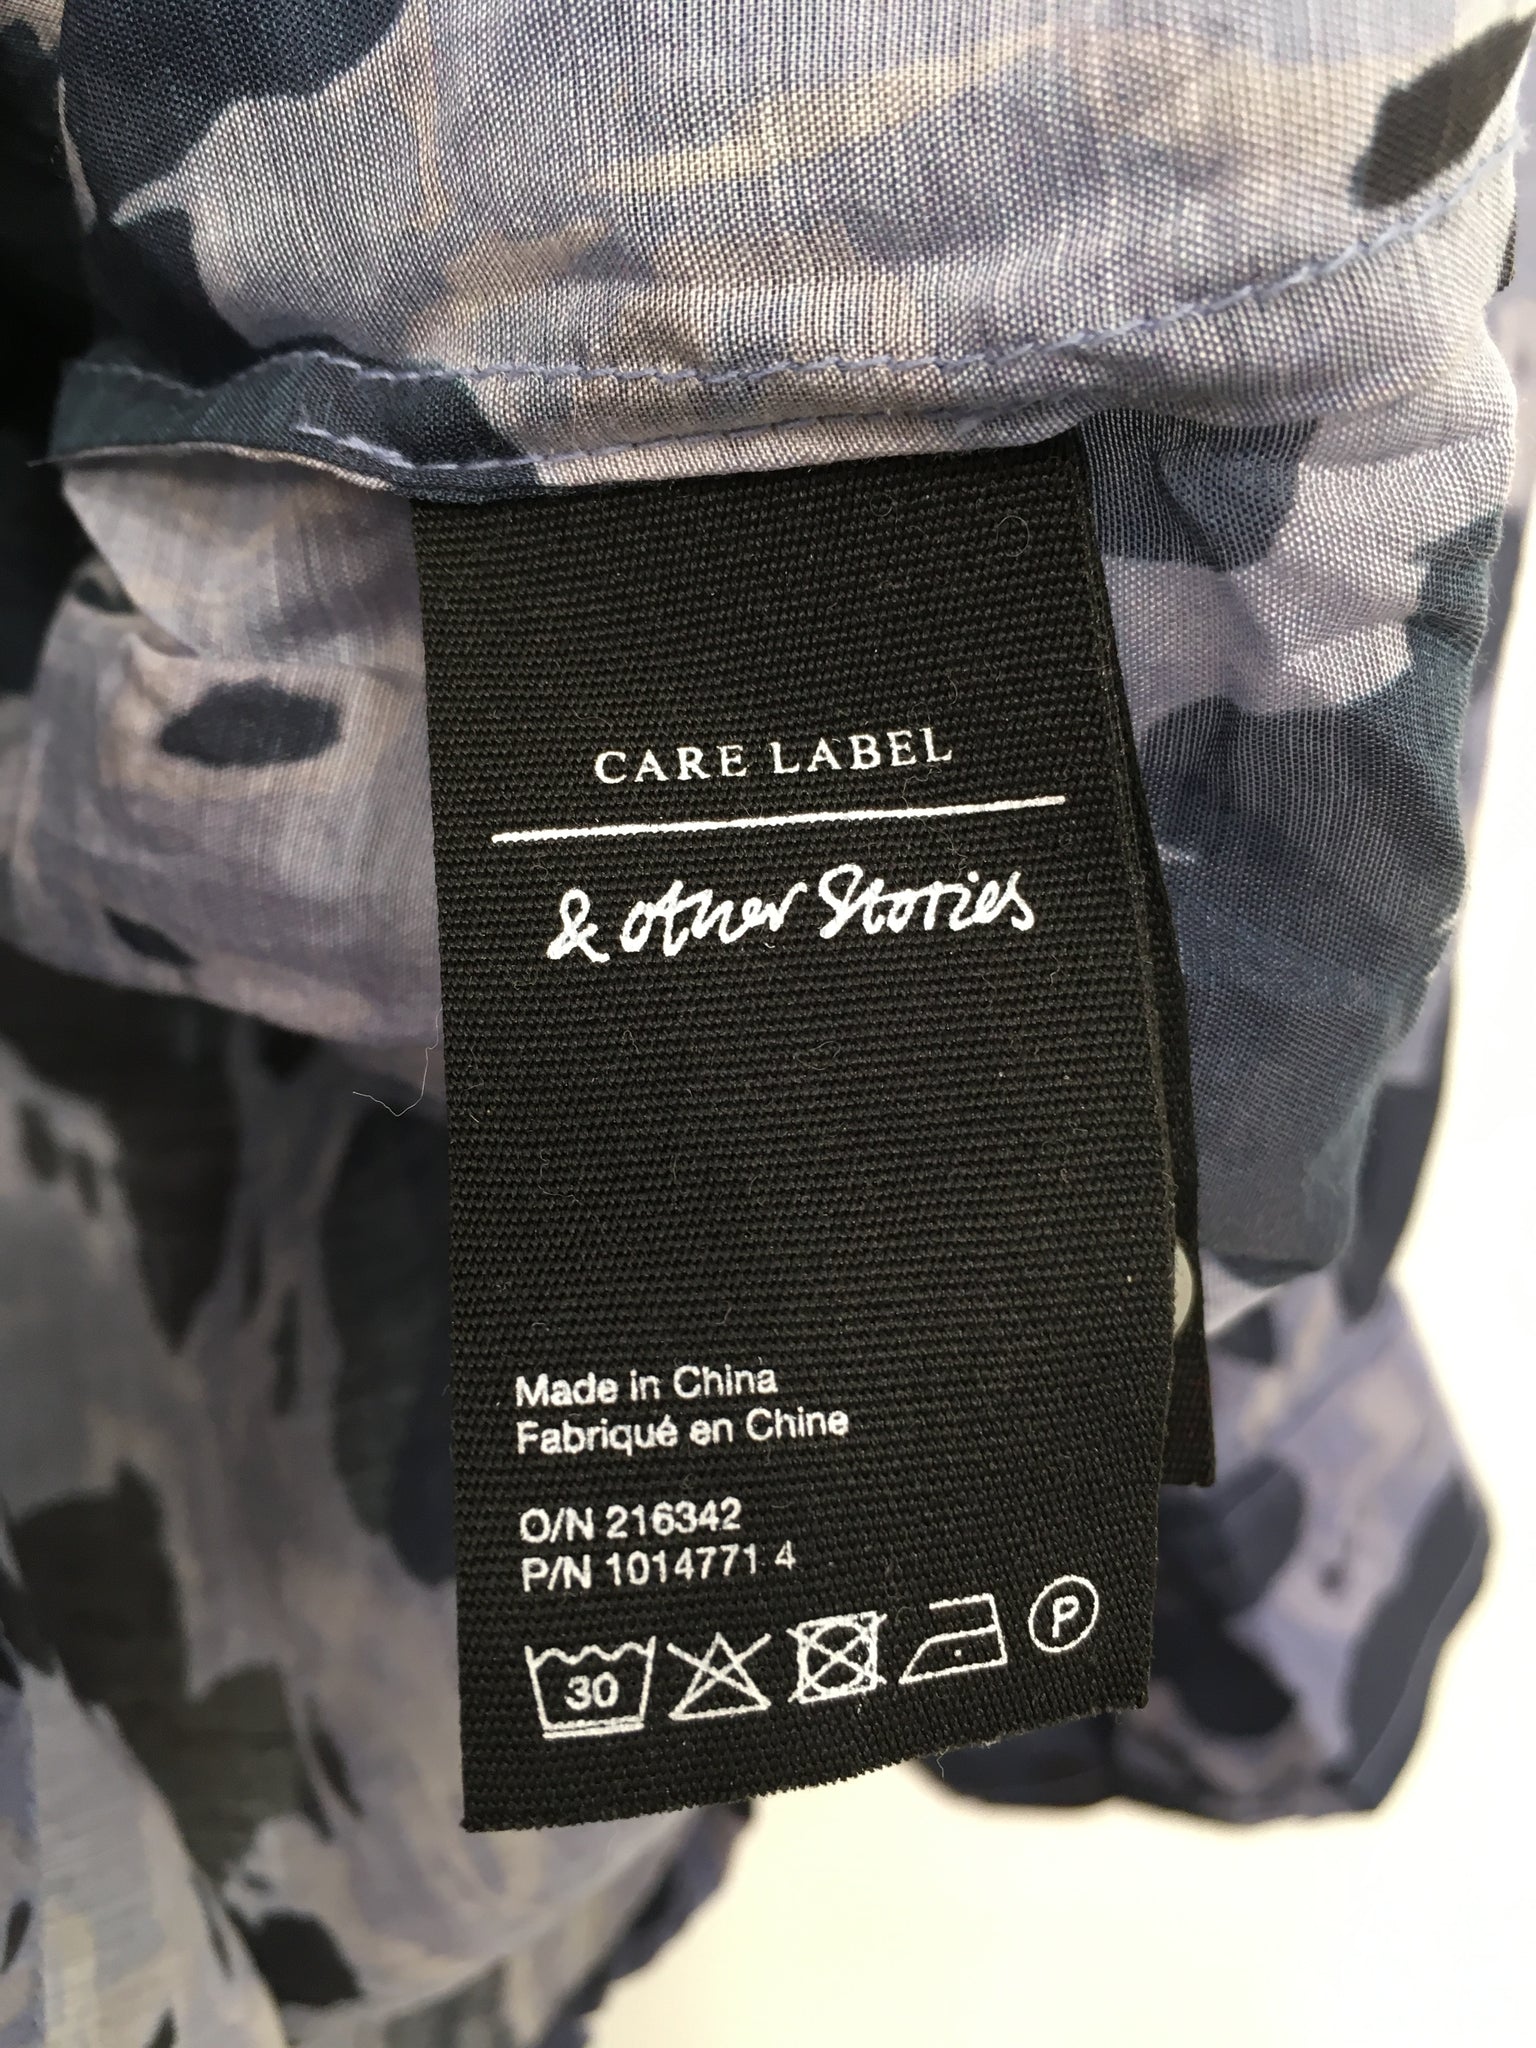 CARE LABEL
& other Stories
Made in China
Fabriqué en Chine
O/N 216342
P/N 1014771 4
30
P